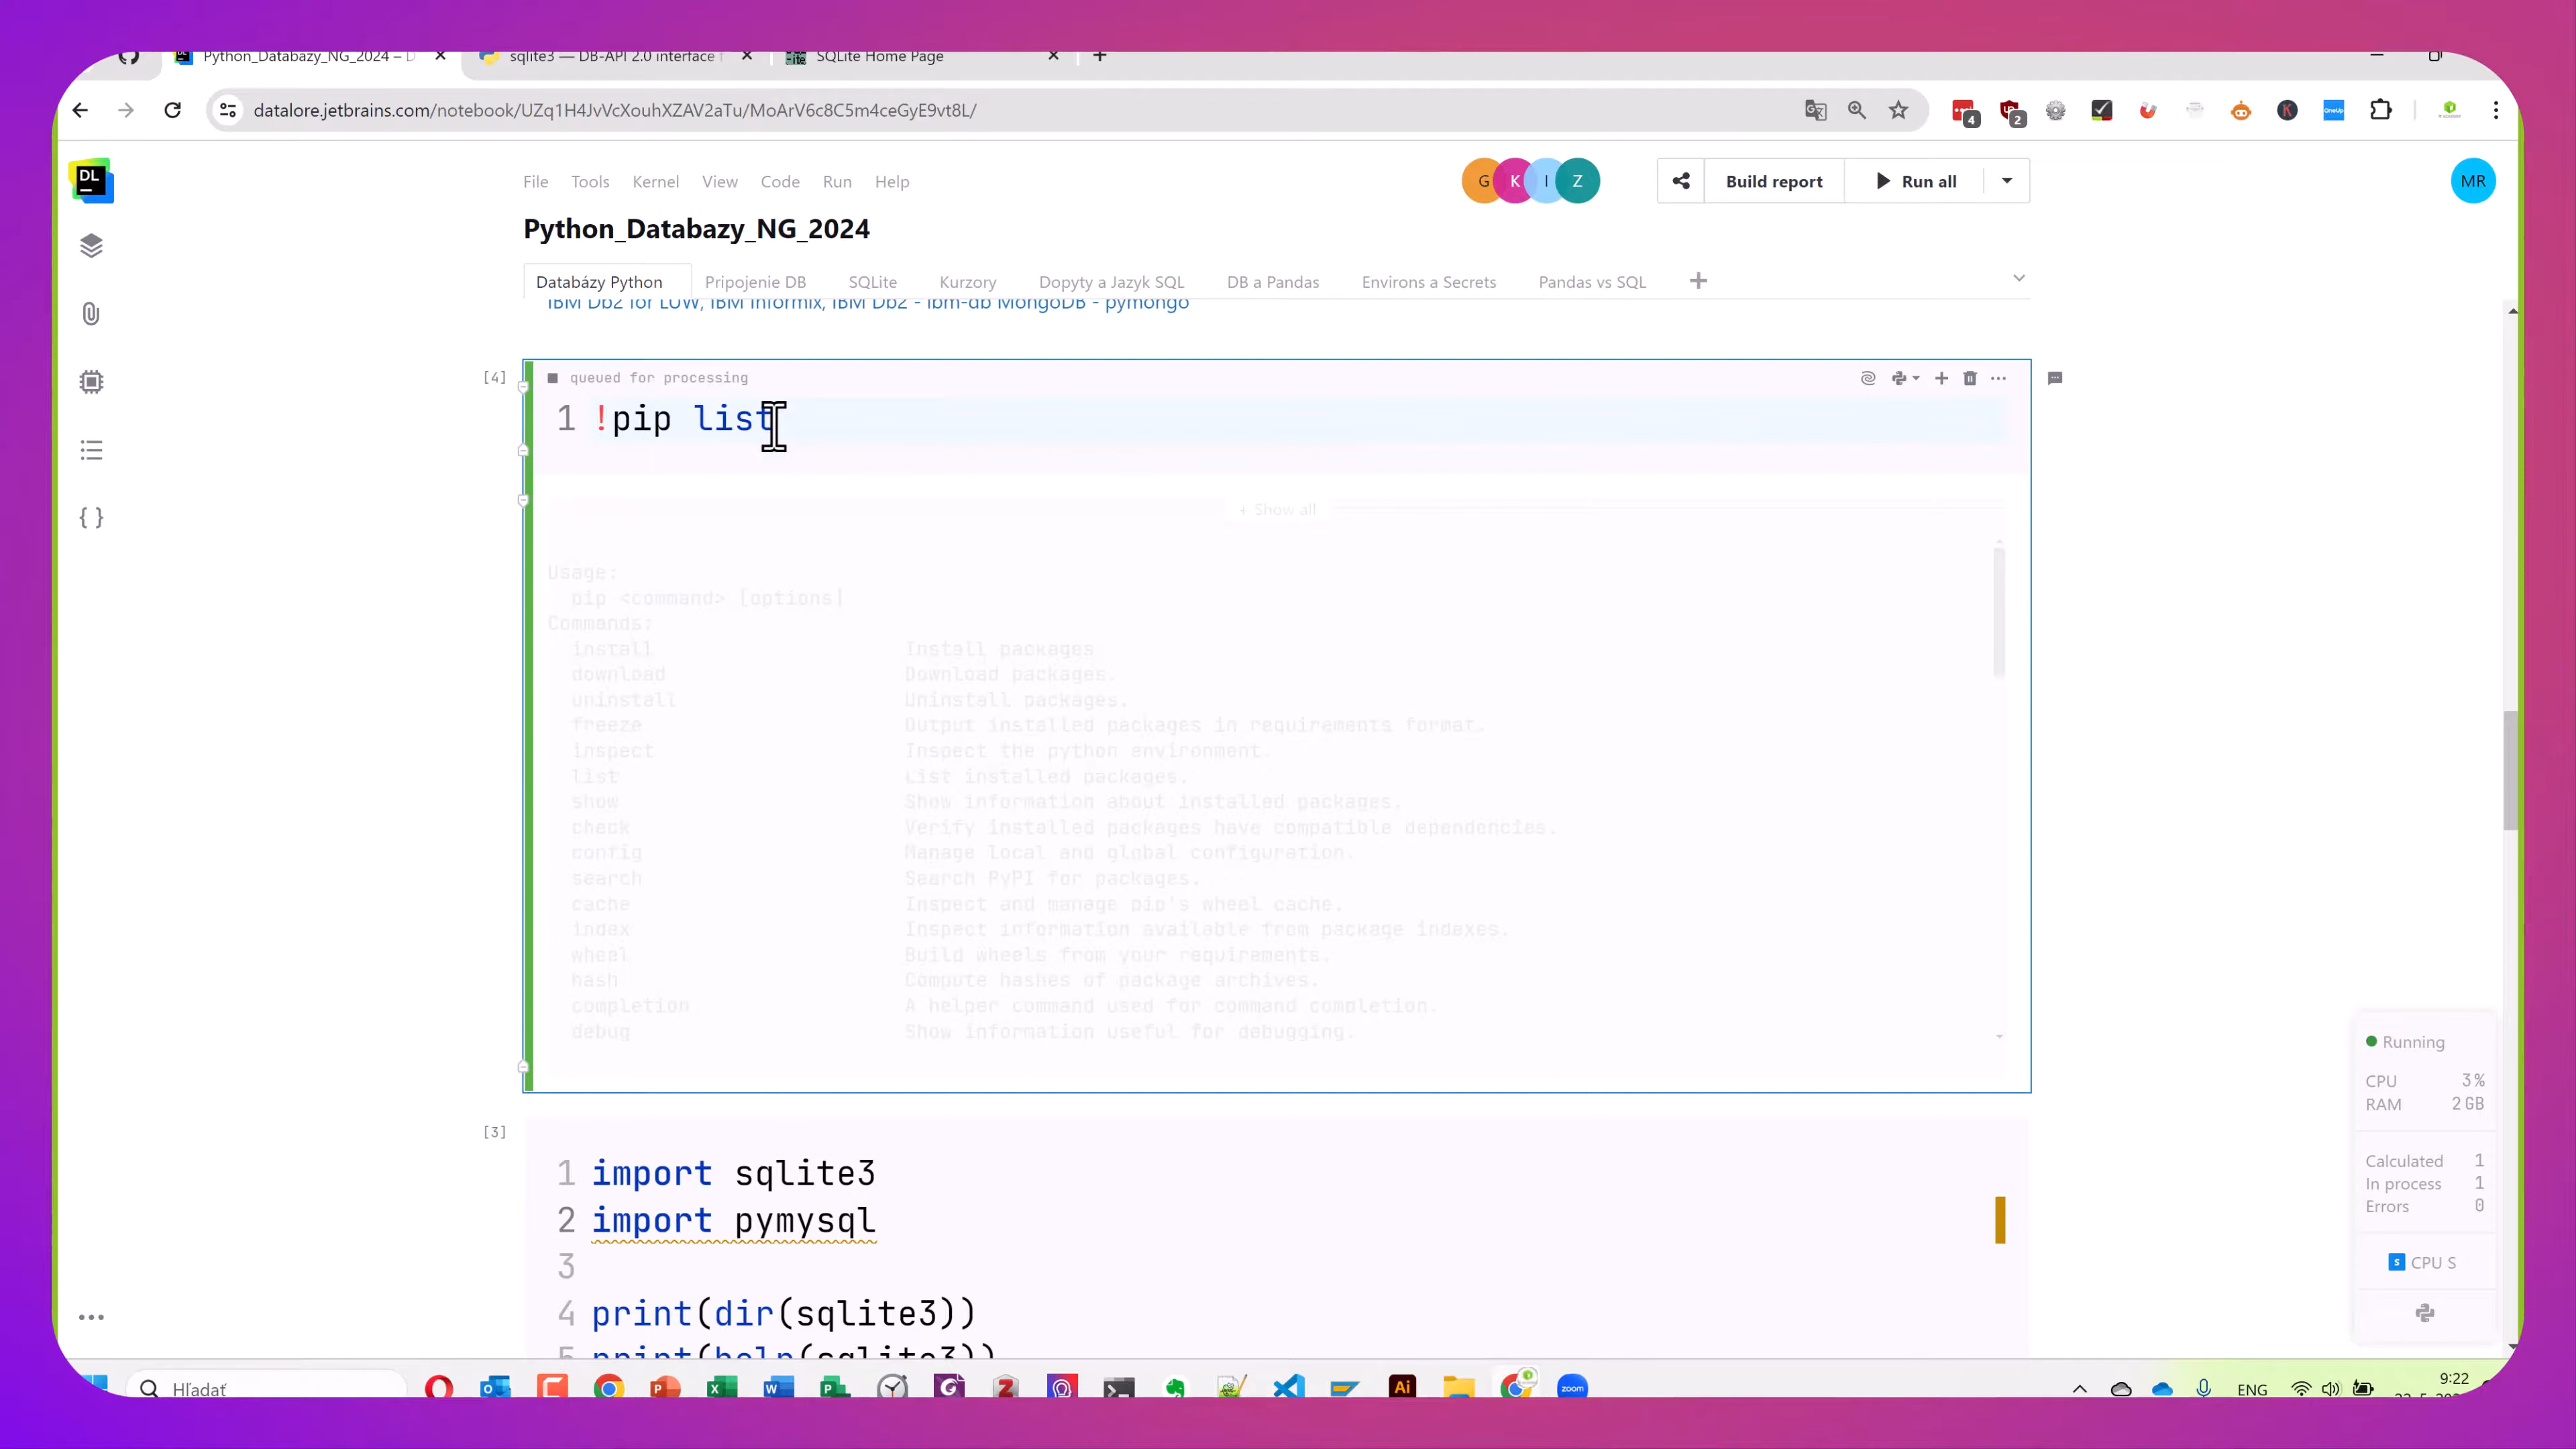 Python_Databazy_NG_2024 – D
sqlite3 — DB-API 2.0 interface f
SQLite Home Page
datalore.jetbrains.com/notebook/UZq1H4JvVcXouhXZAV2aTu/MoArV6c8C5m4ceGyE9vt8L/
4
2
DL
File Tools Kernel View Code Run Help
G K I Z
Build report
Run all
MR
Python_Databazy_NG_2024
Databázy Python Pripojenie DB SQLite Kurzory Dopyty a Jazyk SQL DB a Pandas Environs a Secrets Pandas vs SQL
IBM Db2 for LUW, IBM Informix, IBM Db2 - ibm-db MongoDB - pymongo
[4]
queued for processing
1 !pip list
+ Show all
Usage:
pip <command> [options]
Commands:
install Install packages
download Download packages.
uninstall Uninstall packages.
freeze Output installed packages in requirements format.
inspect Inspect the python environment.
list List installed packages.
show Show information about installed packages.
check Verify installed packages have compatible dependencies.
config Manage local and global configuration.
search Search PyPI for packages.
cache Inspect and manage pip's wheel cache.
index Inspect information available from package indexes.
wheel Build wheels from your requirements.
hash Compute hashes of package archives.
completion A helper command used for command completion.
debug Show information useful for debugging.
[3]
1 import sqlite3
2 import pymysql
3
4 print(dir(sqlite3))
5 print(help(sqlite3))
Running
CPU 3 %
RAM 2 GB
Calculated 1
In process 1
Errors 0
S CPU S
Hľadať
Ai
zoom
ENG
9:22